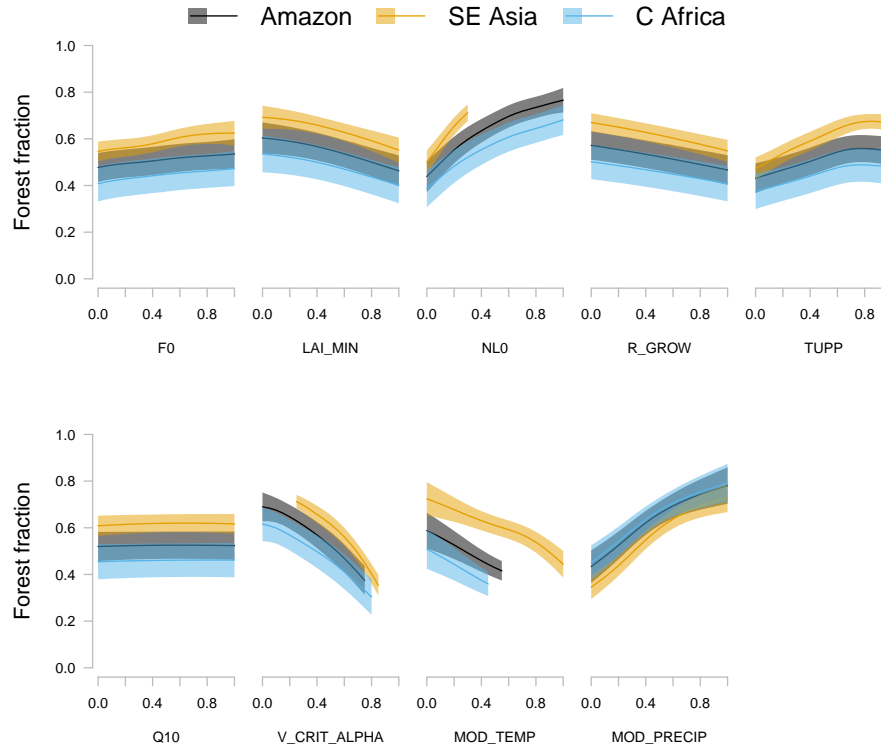 Amazon SE Asia C Africa
1.0
0.8
0.6
0.4
0.2
0.0
Forest fraction
0.0 0.4 0.8 0.0 0.4 0.8 0.0 0.4 0.8 0.0 0.4 0.8 0.0 0.4 0.8
F0 LAI_MIN NL0 R_GROW TUPP
1.0
0.8
0.6
0.4
0.2
0.0
Forest fraction
0.0 0.4 0.8 0.0 0.4 0.8 0.0 0.4 0.8 0.0 0.4 0.8
Q10 V_CRIT_ALPHA MOD_TEMP MOD_PRECIP